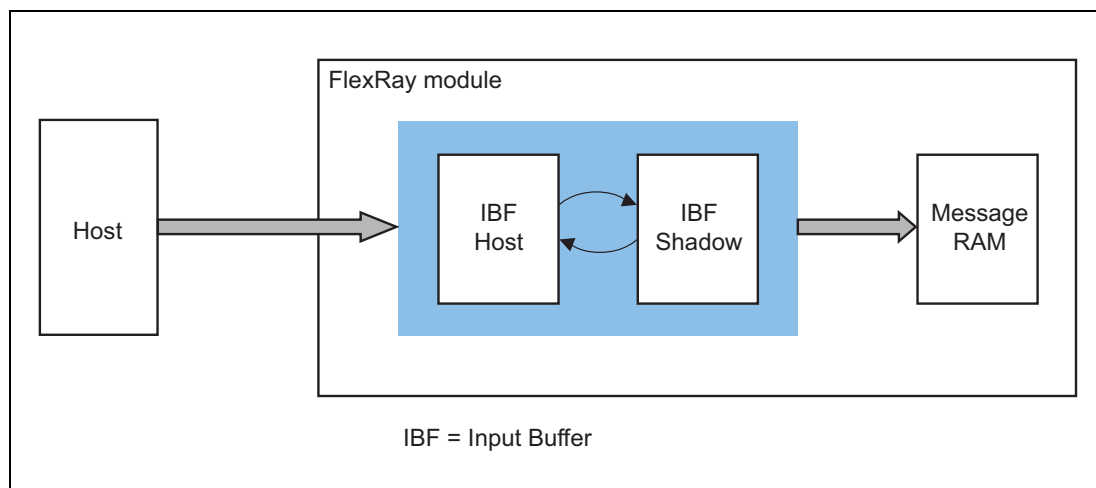 FlexRay module
Host
IBF
Host
IBF
Shadow
Message
RAM
IBF = Input Buffer